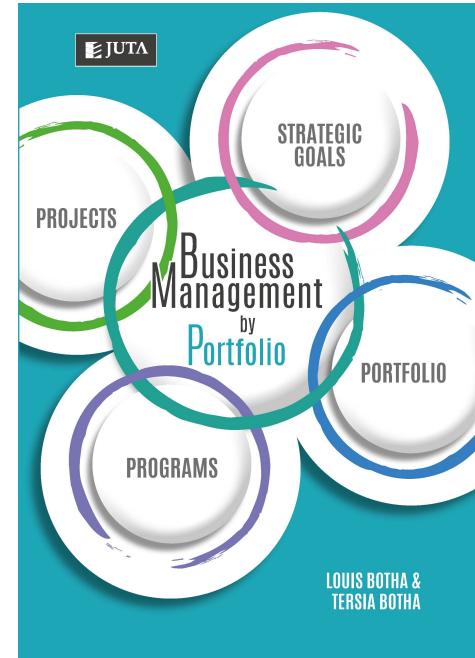 JUTA
STRATEGIC
GOALS
PROJECTS
Business
Management
by
Portfolio
PORTFOLIO
PROGRAMS
LOUIS BOTHA &
TERSIA BOTHA